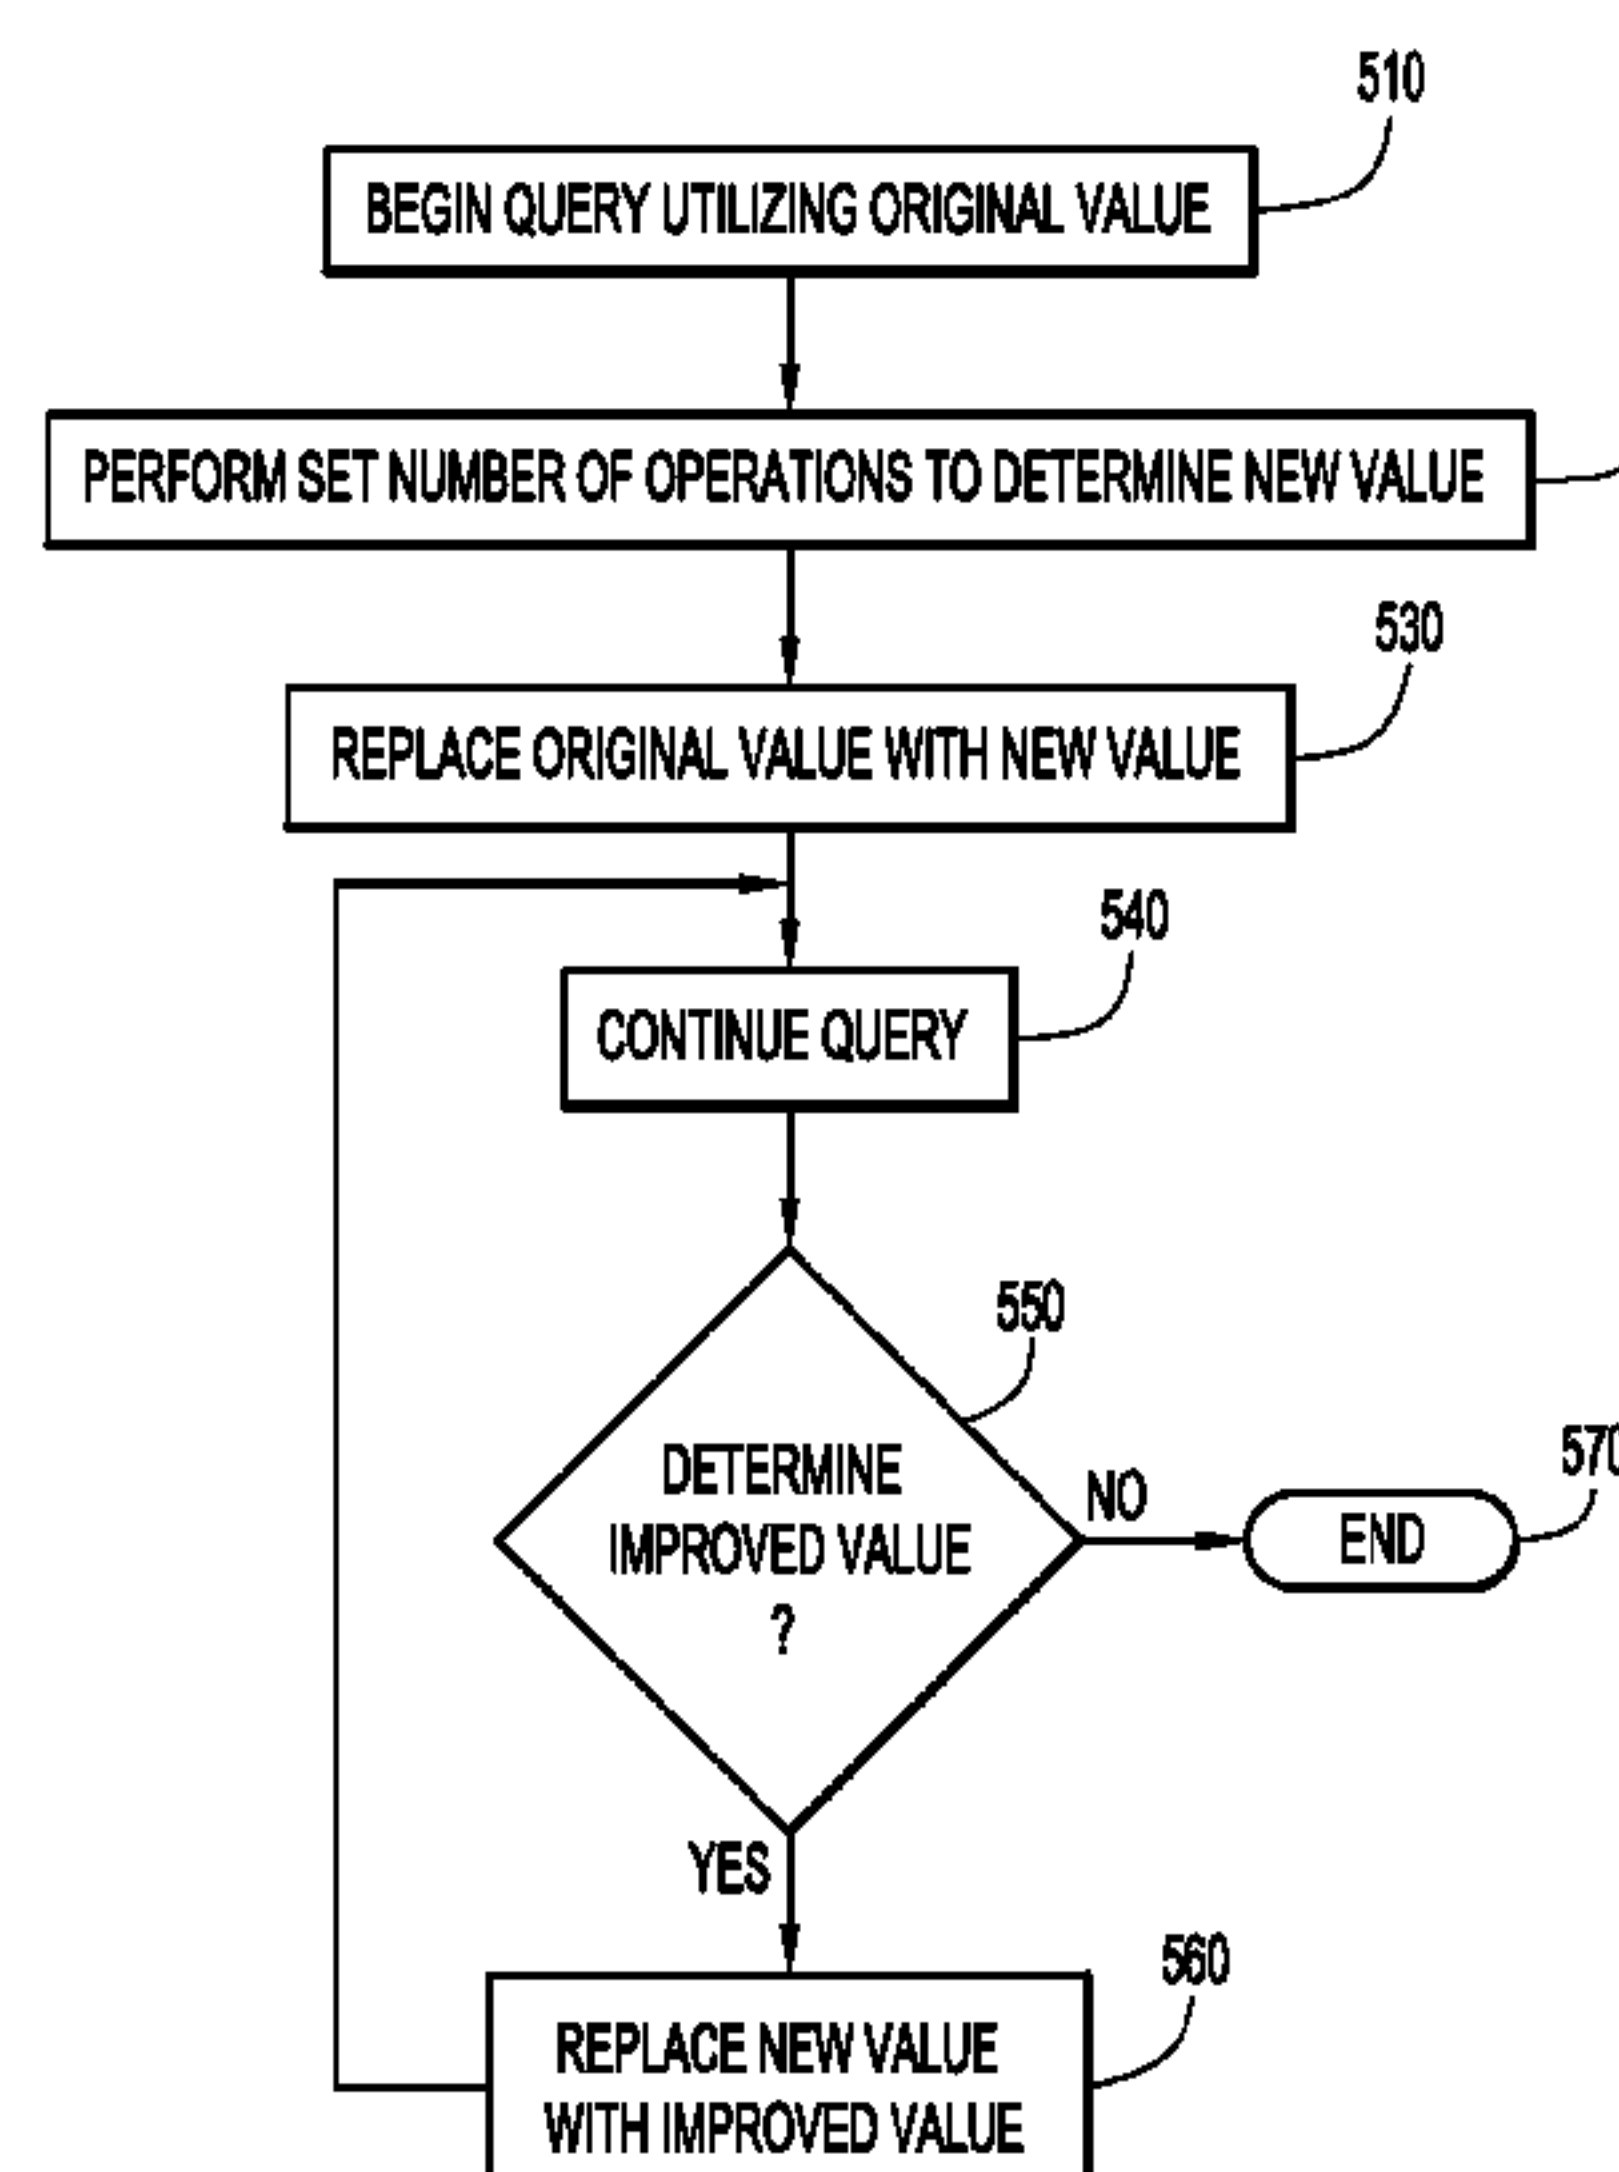 510
BEGIN QUERY UTILIZING ORIGINAL VALUE
PERFORM SET NUMBER OF OPERATIONS TO DETERMINE NEW VALUE
530
REPLACE ORIGINAL VALUE WITH NEW VALUE
540
CONTINUE QUERY
550
DETERMINE
IMPROVED VALUE
?
NO
570
END
YES
560
REPLACE NEW VALUE
WITH IMPROVED VALUE